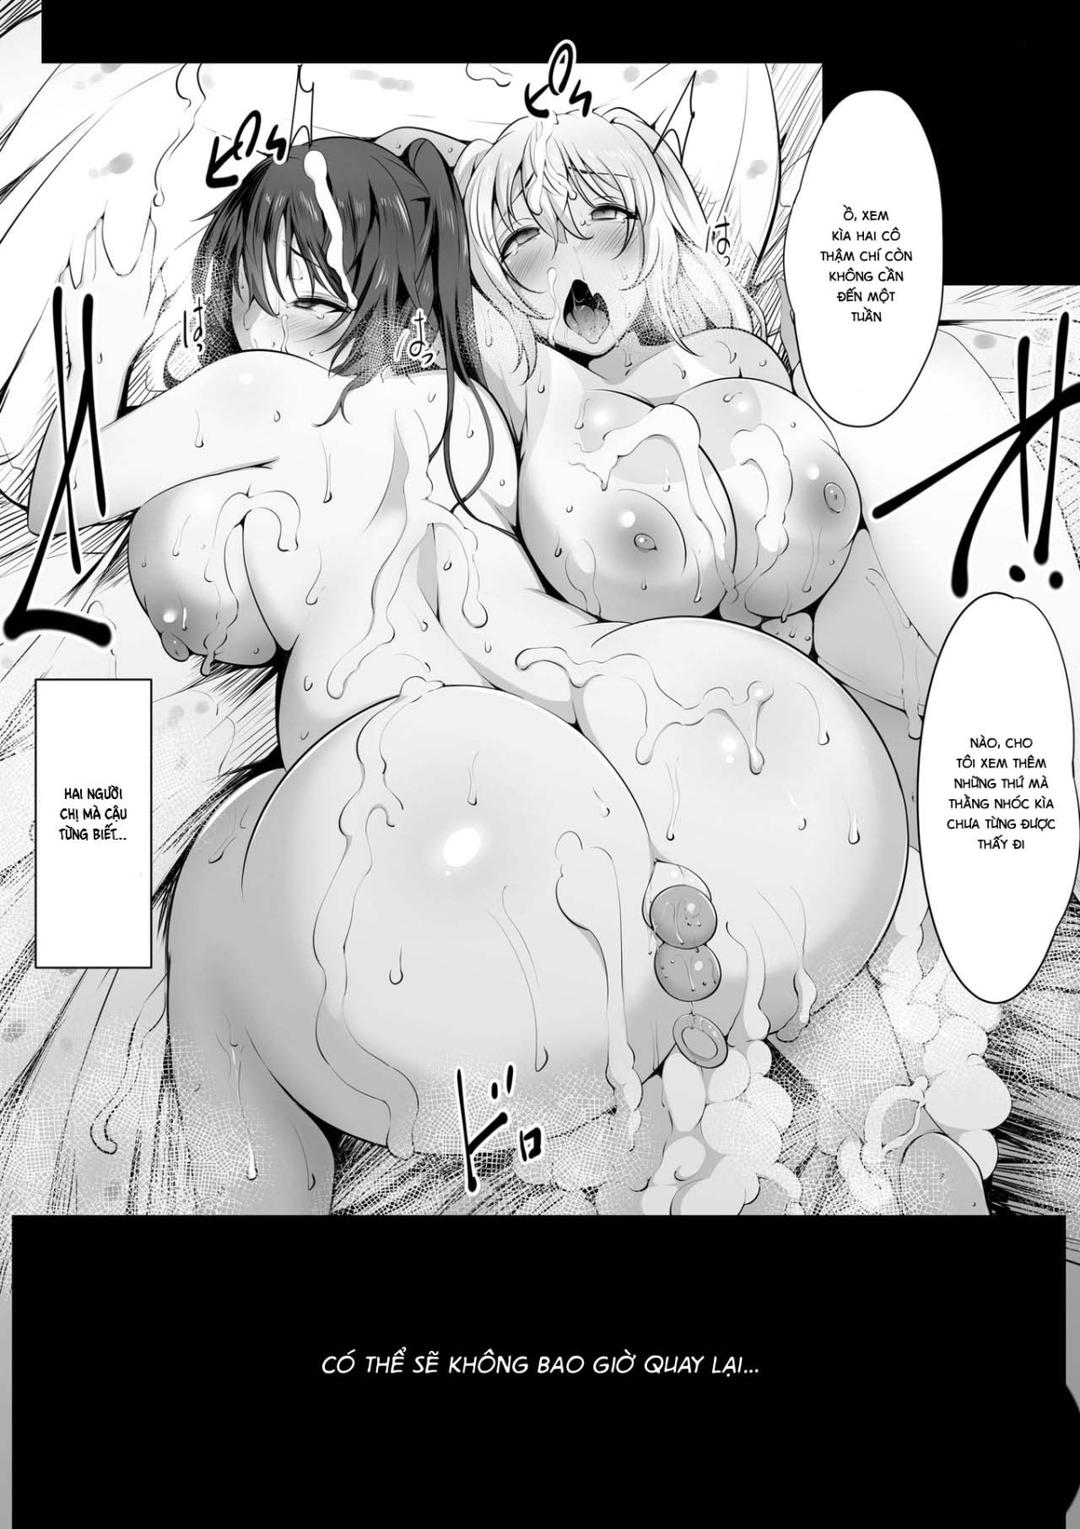 Ồ, XEM
KÌA HAI CÔ
THẬM CHÍ CÒN
KHÔNG CẦN
ĐẾN MỘT
TUẦN
NÀO, CHO
TÔI XEM THÊM
NHỮNG THỨ MÀ
THẰNG NHÓC KÌA
CHƯA TỪNG ĐƯỢC
THẤY ĐI
HAI NGƯỜI
CHỊ MÀ CẬU
TỪNG BIẾT...
ドロ
CÓ THỂ SẼ KHÔNG BAO GIỜ QUAY LẠI...